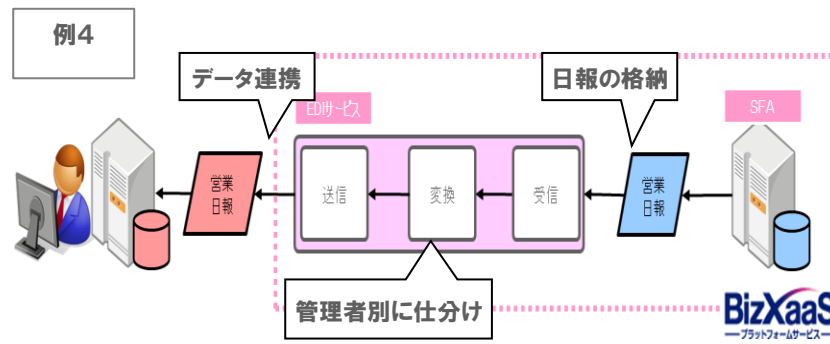 例４
データ連携
日報の格納
EDIサービス
SFA
営業
日報
送信
変換
受信
営業
日報
管理者別に仕分け
BizXaaS
プラットフォームサービス